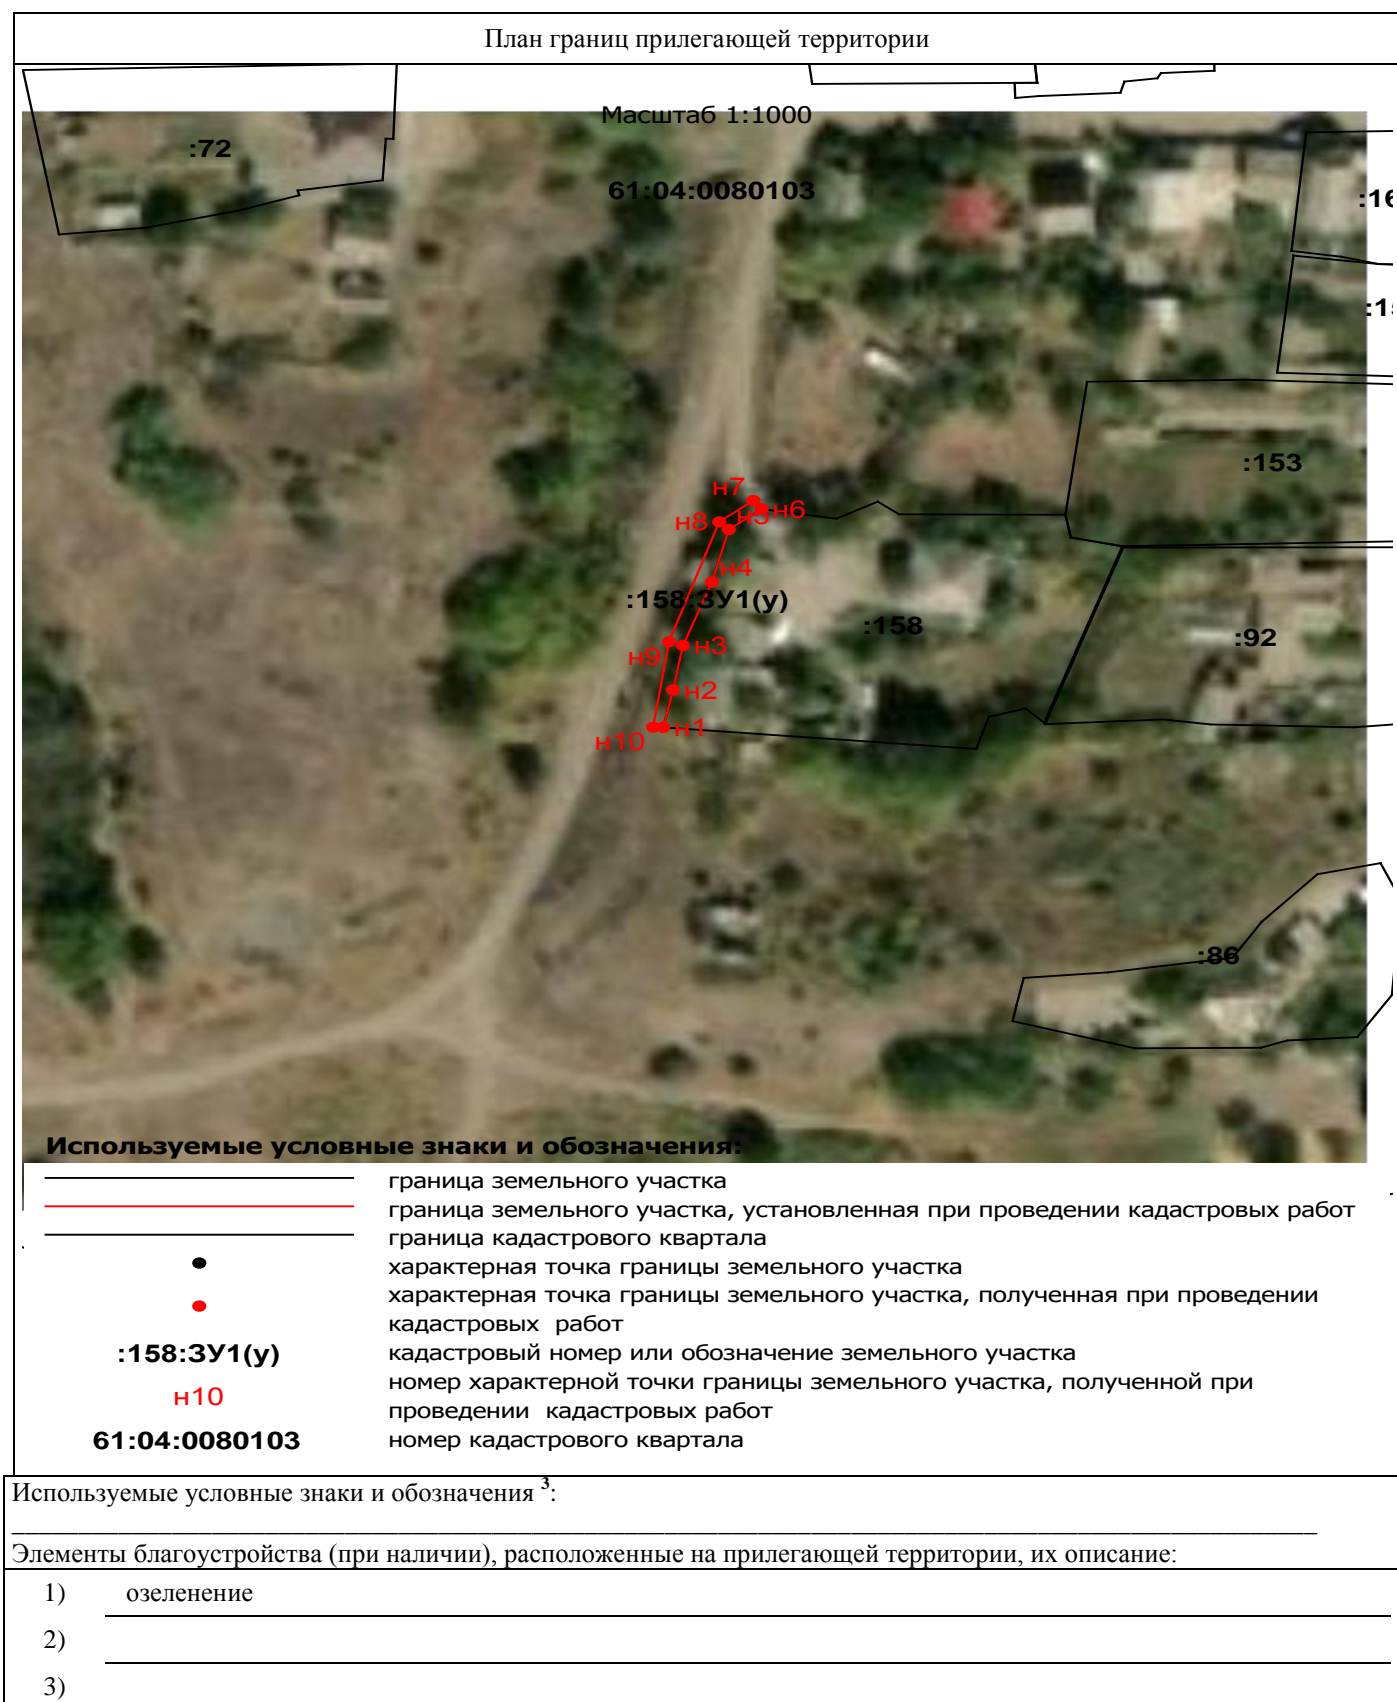 План границ прилегающей территории
Масштаб 1:1000
:72
61:04:0080103
:153
н7
н6
н5
н8
н4
:158:ЗУ1(у)
:158
:92
н3
н9
н2
н1
н10
:86
Используемые условные знаки и обозначения:
граница земельного участка
граница земельного участка, установленная при проведении кадастровых работ
граница кадастрового квартала
характерная точка границы земельного участка
характерная точка границы земельного участка, полученная при проведении
кадастровых работ
:158:ЗУ1(у) кадастровый номер или обозначение земельного участка
номер характерной точки границы земельного участка, полученной при
н10
проведении кадастровых работ
61:04:0080103 номер кадастрового квартала
Используемые условные знаки и обозначения ³:
Элементы благоустройства (при наличии), расположенные на прилегающей территории, их описание:
1) озеленение
2)
3)